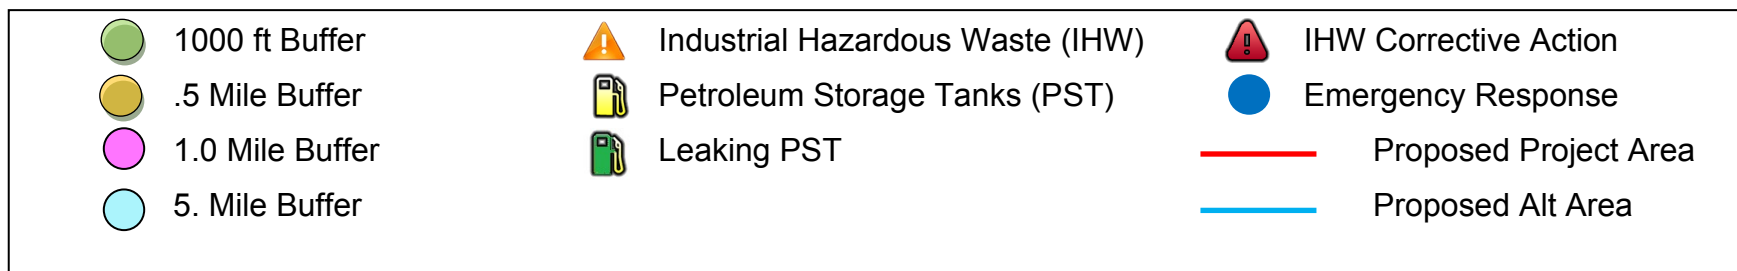 1000 ft Buffer
.5 Mile Buffer
1.0 Mile Buffer
5. Mile Buffer
Industrial Hazardous Waste (IHW)
Petroleum Storage Tanks (PST)
Leaking PST
IHW Corrective Action
Emergency Response
Proposed Project Area
Proposed Alt Area